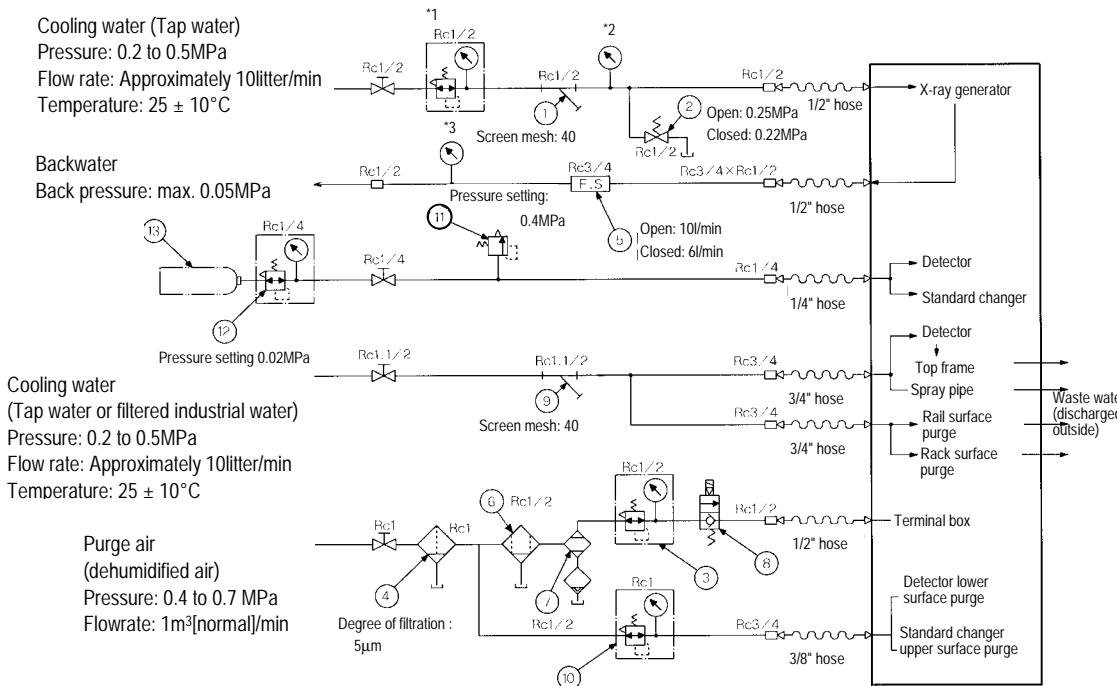 Cooling water (Tap water)
Pressure: 0.2 to 0.5MPa
Flow rate: Approximately 10litter/min
Temperature: 25 ± 10°C
*1
Rc1/2
Rc1/2
Rc1/2
*2
Rc1/2
1
Screen mesh: 40
2
Open: 0.25MPa
Closed: 0.22MPa
Rc1/2
1/2" hose
X-ray generator
Backwater
Back pressure: max. 0.05MPa
*3
Rc1/2
Rc3/4
F.S
Rc3/4×Rc1/2
1/2" hose
5
Open: 10l/min
Closed: 6l/min
Pressure setting:
0.4MPa
11
13
Rc1/4
Rc1/4
12
Pressure setting 0.02MPa
Rc1/4
1/4" hose
Detector
Standard changer
Cooling water
(Tap water or filtered industrial water)
Pressure: 0.2 to 0.5MPa
Flow rate: Approximately 10litter/min
Temperature: 25 ± 10°C
Rc1.1/2
Rc1.1/2
9
Screen mesh: 40
Rc3/4
3/4" hose
Detector
Top frame
Spray pipe
Rc3/4
3/4" hose
Rail surface
purge
Rack surface
purge
Waste wate
(discharged
outside)
Purge air
(dehumidified air)
Pressure: 0.4 to 0.7 MPa
Flowrate: 1m³[normal]/min
Rc1
4
Rc1
Degree of filtration :
5μm
6
Rc1/2
7
Rc1/2
3
8
Rc1/2
1/2" hose
Terminal box
Rc1/2
Rc1
10
Rc3/4
3/8" hose
Detector lower
surface purge
Standard changer
upper surface purge